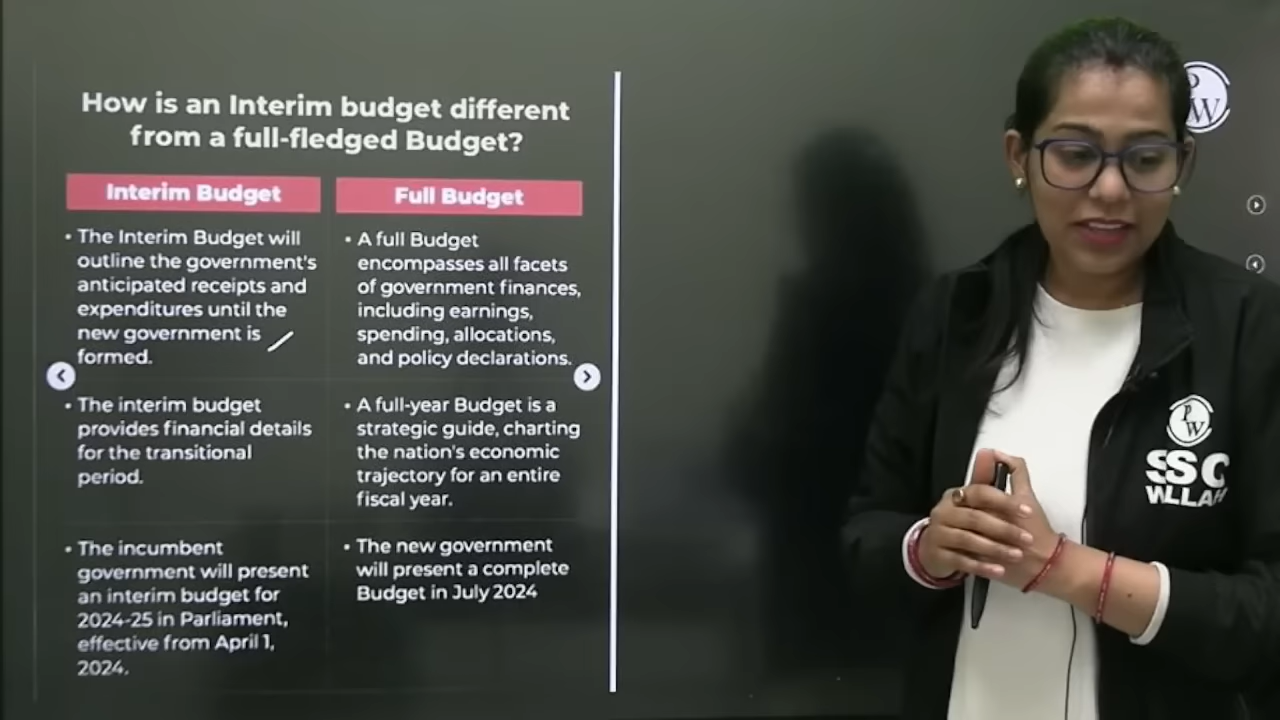 How is an Interim budget different
from a full-fledged Budget?
Interim Budget
Full Budget
• The Interim Budget will
outline the government's
anticipated receipts and
expenditures until the
new government is
formed.
• A full Budget
encompasses all facets
of government finances,
including earnings,
spending, allocations,
and policy declarations.
• The interim budget
provides financial details
for the transitional
period.
• A full-year Budget is a
strategic guide, charting
the nation's economic
trajectory for an entire
fiscal year.
• The incumbent
government will present
an interim budget for
2024-25 in Parliament,
effective from April 1,
2024.
• The new government
will present a complete
Budget in July 2024
P
W
P
W
SSC
WLLAH